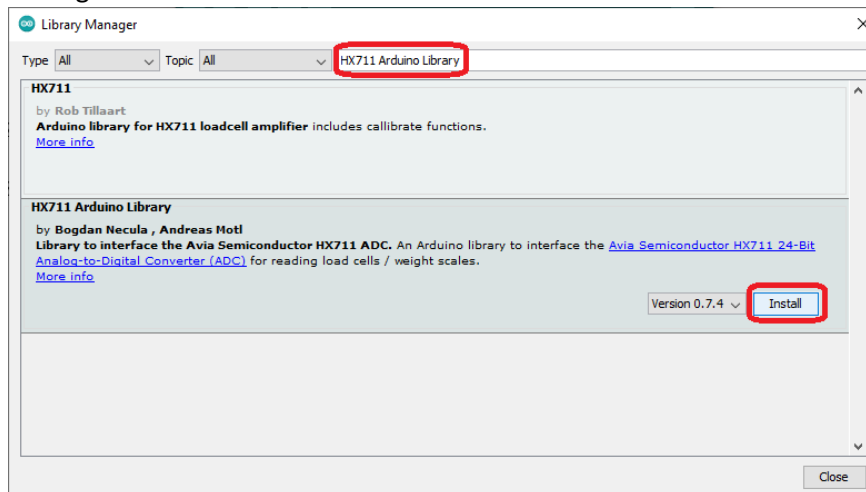 Library Manager
Type All Topic All HX711 Arduino Library
HX711
by Rob Tillaart
Arduino library for HX711 loadcell amplifier includes callibrate functions.
More info
HX711 Arduino Library
by Bogdan Necula , Andreas Motl
Library to interface the Avia Semiconductor HX711 ADC. An Arduino library to interface the Avia Semiconductor HX711 24-Bit
Analog-to-Digital Converter (ADC) for reading load cells / weight scales.
More info
Version 0.7.4 Install
Close